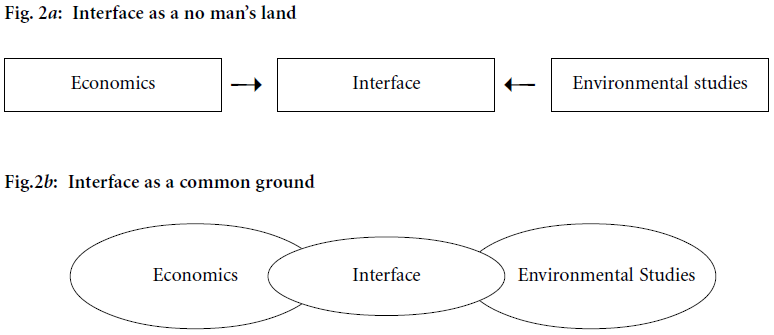 Fig. 2a: Interface as a no man's land
Economics
Interface
Environmental studies
Fig.2b: Interface as a common ground
Economics
Interface
Environmental Studies